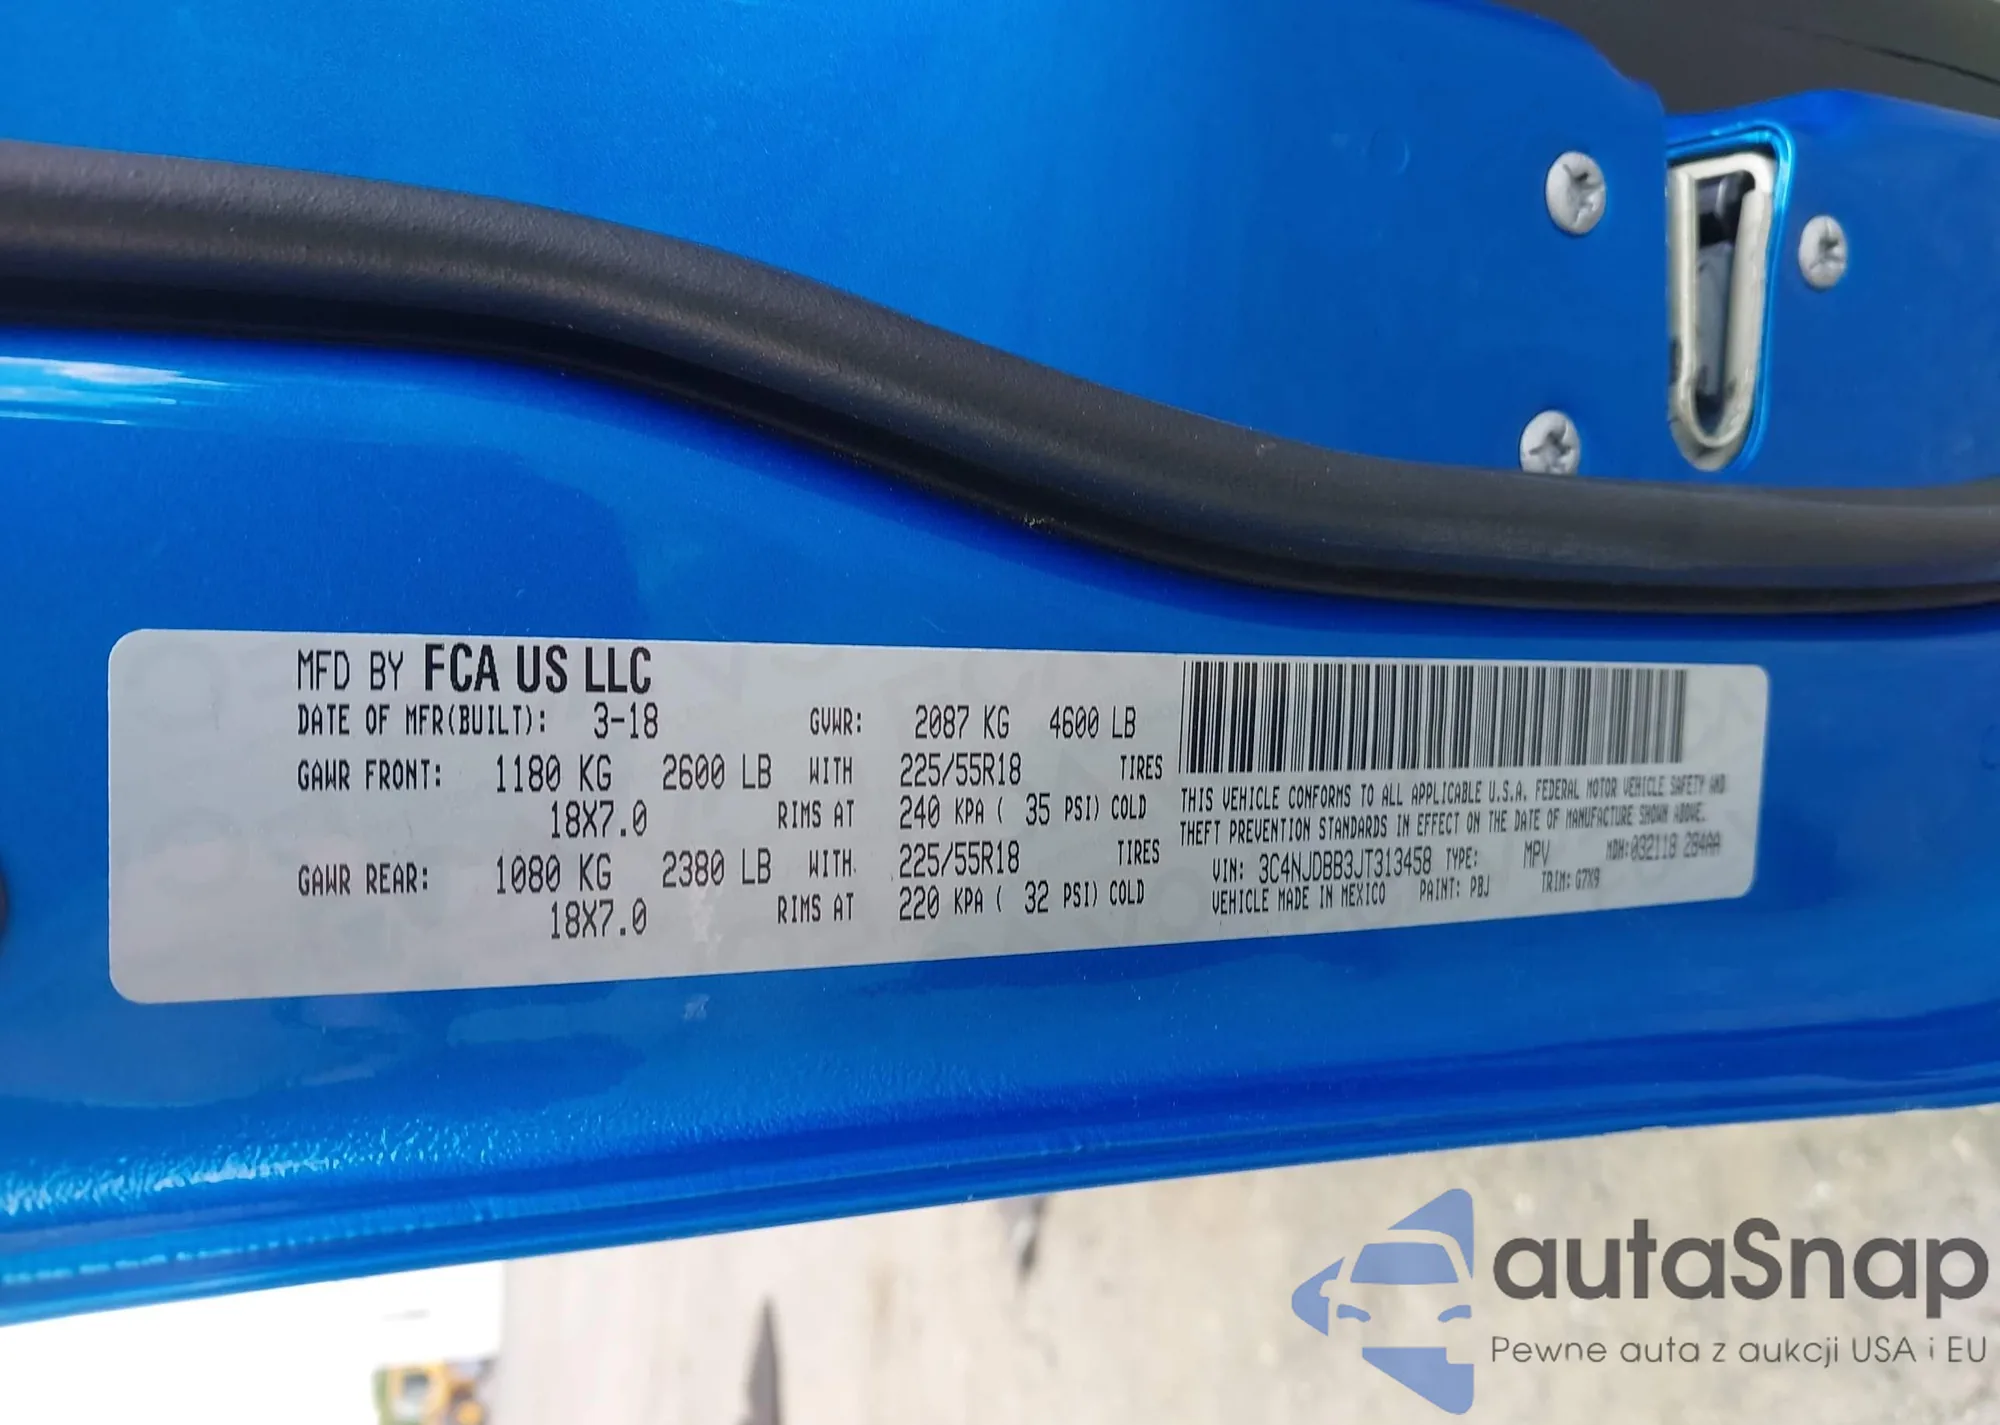 MFD BY FCA US LLC
DATE OF MFR(BUILT): 3-18 GVWR: 2087 KG 4600 LB
GAWR FRONT: 1180 KG 2600 LB WITH 225/55R18 TIRES
18X7.0 RIMS AT 240 KPA ( 35 PSI) COLD
GAWR REAR: 1080 KG 2380 LB WITH. 225/55R18 TIRES
18X7.0 RIMS AT 220 KPA ( 32 PSI) COLD
THIS VEHICLE CONFORMS TO ALL APPLICABLE U.S.A. FEDERAL MOTOR VEHICLE SAFETY AND
THEFT PREVENTION STANDARDS IN EFFECT ON THE DATE OF MANUFACTURE SHOWN ABOVE.
VIN: 3C4NJDBB3JT313458 TYPE: MPV MDH:032118 284AA
VEHICLE MADE IN MEXICO PAINT: PBJ TRIM: G7X9
autaSnap
Pewne auta z aukcji USA i EU